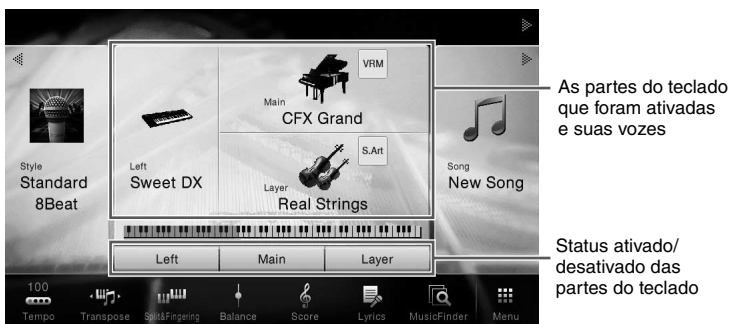 VRM
Main
CFX Grand
Style
Standard
8Beat
Left
Sweet DX
S.Art
Layer
Real Strings
Song
New Song
Left
Main
Layer
100
Tempo
Transpose
Split&Fingering
Balance
Score
Lyrics
MusicFinder
Menu
As partes do teclado
que foram ativadas
e suas vozes
Status ativado/
desativado das
partes do teclado